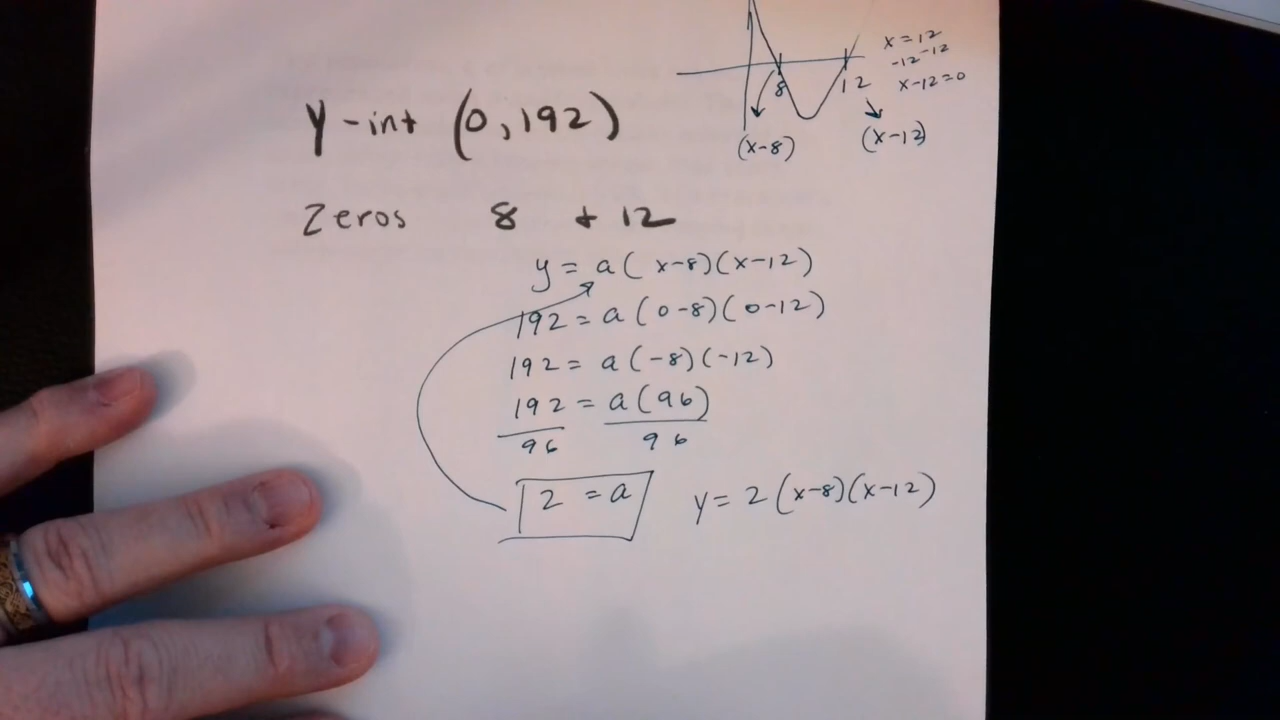 x=12
-12 -12
x-12=0
8
12
(x-8)
(x-12)
y-int (0,192)
Zeros 8 + 12
y = a(x-8)(x-12)
192 = a(0-8)(0-12)
192 = a(-8)(-12)
192 = a(96)
96 96
2 = a
y = 2(x-8)(x-12)